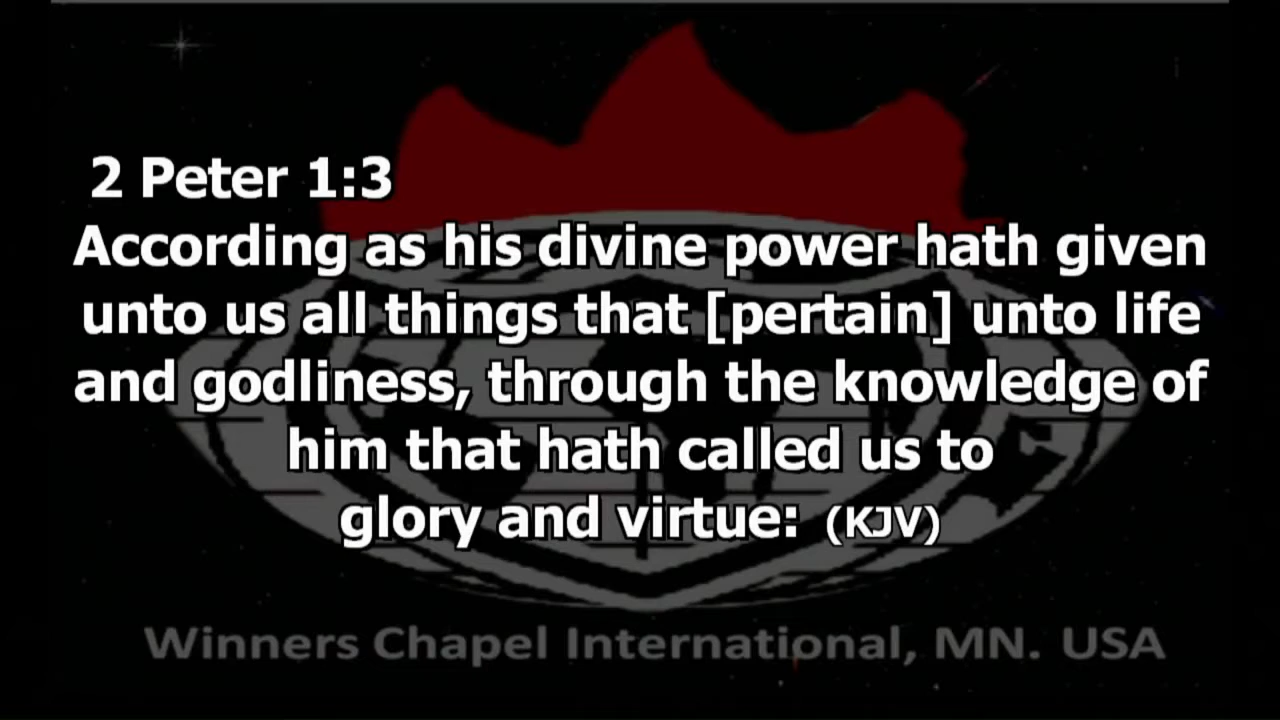 2 Peter 1:3
According as his divine power hath given
unto us all things that [pertain] unto life
and godliness, through the knowledge of
him that hath called us to
glory and virtue: (KJV)
Winners Chapel International, MN. USA